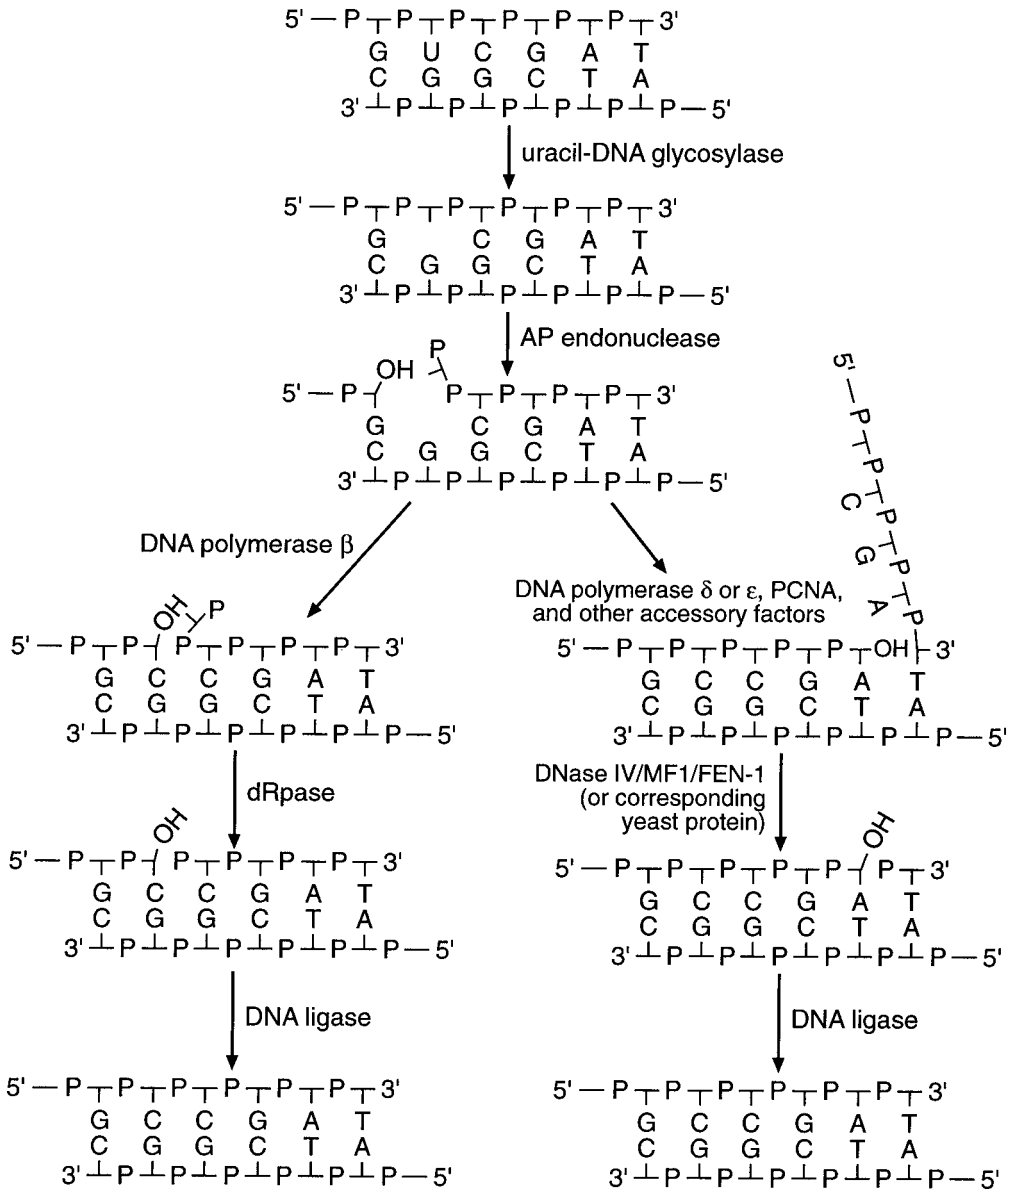 5' — P P P P P P 3'
G U C G A T
C G G C T A
3' P P P P P P — 5'
uracil-DNA glycosylase
5' — P P P P P P 3'
G C G A T
C G G C T A
3' P P P P P P — 5'
AP endonuclease
P
OH
5' — P P P P P 3'
G C G A T
C G G C T A
3' P P P P P P — 5'
DNA polymerase β
OH P
5' — P P P P P P 3'
G C C G A T
C G G C T A
3' P P P P P P — 5'
dRpase
OH
5' — P P P P P P 3'
G C C G A T
C G G C T A
3' P P P P P P — 5'
DNA ligase
5' — P P P P P P 3'
G C C G A T
C G G C T A
3' P P P P P P — 5'
5' — P P P P P
C G A
DNA polymerase δ or ε, PCNA,
and other accessory factors
5' — P P P P P OH 3'
G C C G A T
C G G C T A
3' P P P P P P — 5'
DNase IV/MF1/FEN-1
(or corresponding
yeast protein)
OH
5' — P P P P P P 3'
G C C G A T
C G G C T A
3' P P P P P P — 5'
DNA ligase
5' — P P P P P P 3'
G C C G A T
C G G C T A
3' P P P P P P — 5'